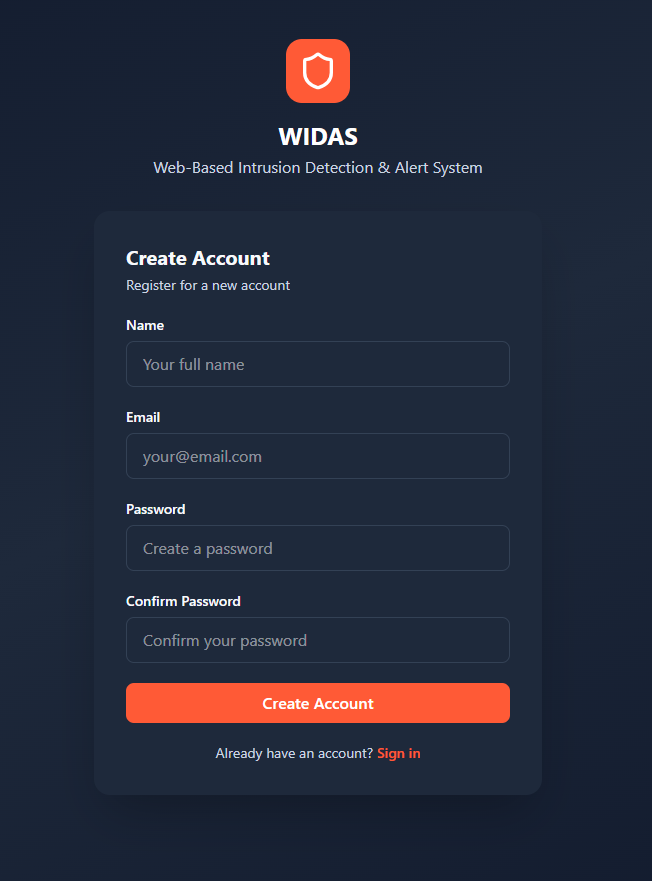 WIDAS
Web-Based Intrusion Detection & Alert System
Create Account
Register for a new account
Name
Your full name
Email
your@email.com
Password
Create a password
Confirm Password
Confirm your password
Create Account
Already have an account? Sign in